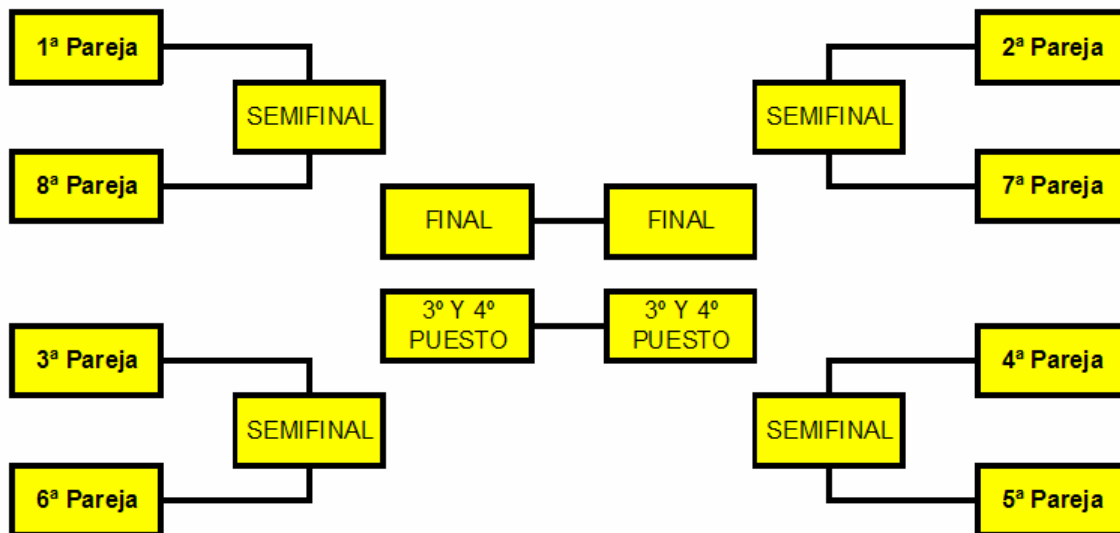 1ª Pareja
2ª Pareja
SEMIFINAL
SEMIFINAL
8ª Pareja
7ª Pareja
FINAL
FINAL
3º Y 4º
PUESTO
3º Y 4º
PUESTO
3ª Pareja
4ª Pareja
SEMIFINAL
SEMIFINAL
6ª Pareja
5ª Pareja